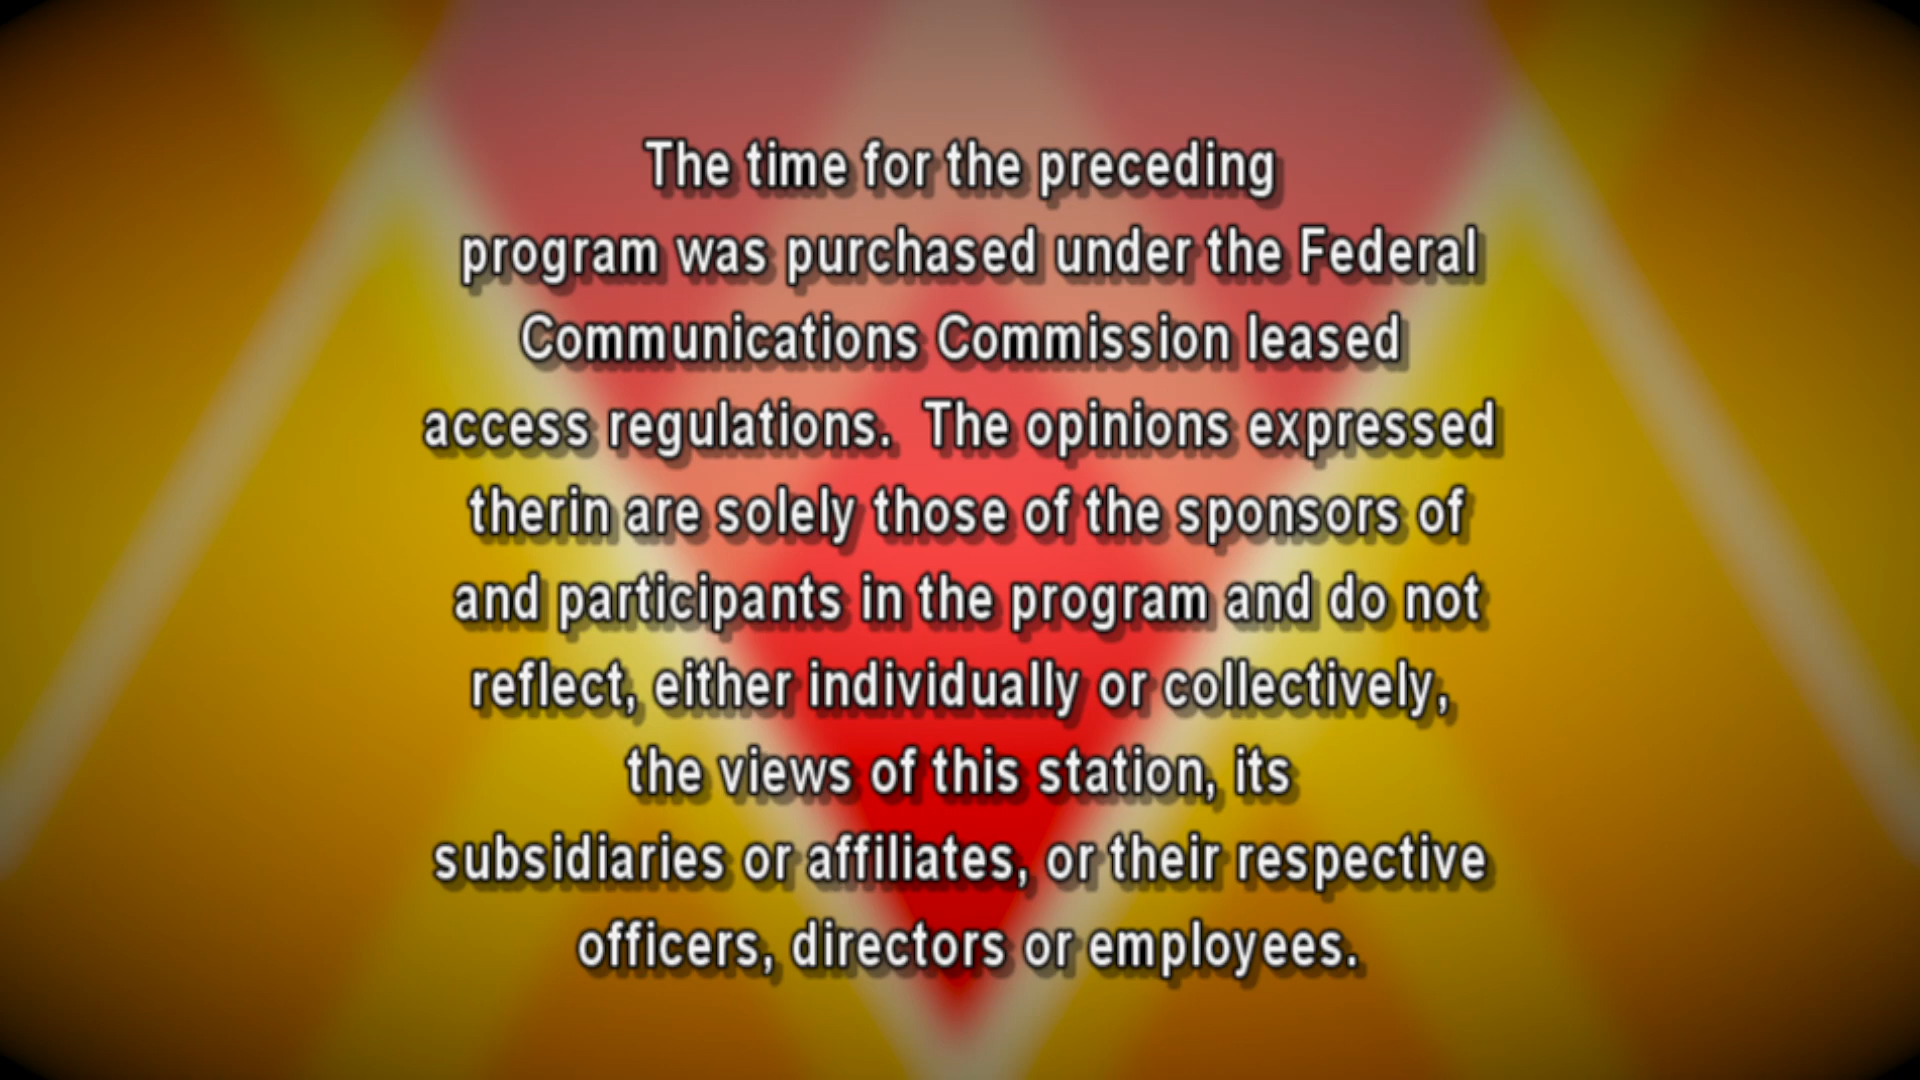 The time for the preceding
program was purchased under the Federal
Communications Commission leased
access regulations.  The opinions expressed
therin are solely those of the sponsors of
and participants in the program and do not
reflect, either individually or collectively,
the views of this station, its
subsidiaries or affiliates, or their respective
officers, directors or employees.